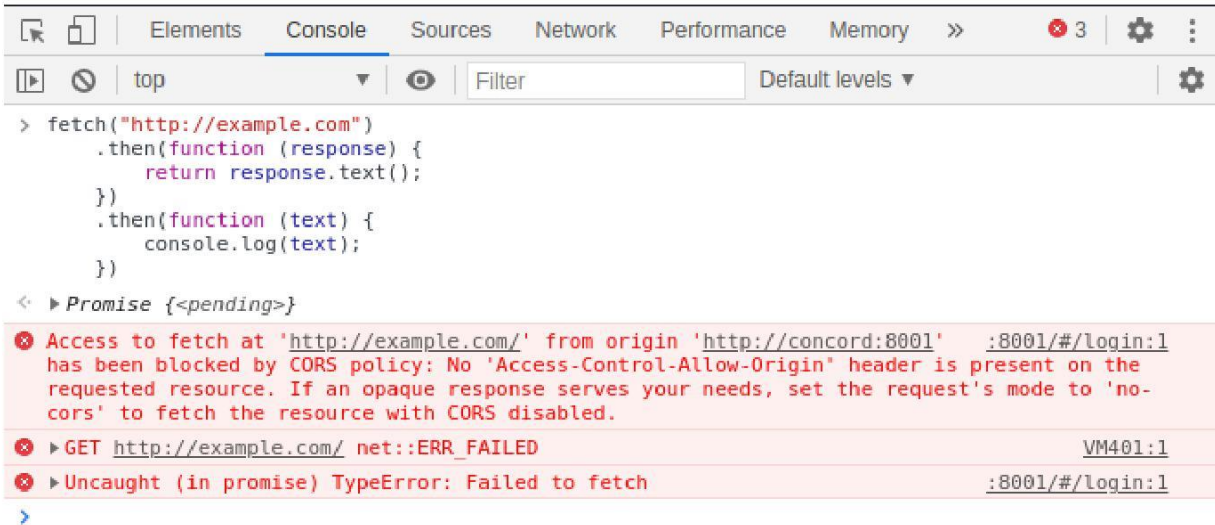 Elements Console Sources Network Performance Memory » 3
top ▼ Filter Default levels ▼
> fetch("http://example.com")
    .then(function (response) {
        return response.text();
    })
    .then(function (text) {
        console.log(text);
    })
Promise {<pending>}
Access to fetch at 'http://example.com/' from origin 'http://concord:8001' :8001/#/login:1
has been blocked by CORS policy: No 'Access-Control-Allow-Origin' header is present on the
requested resource. If an opaque response serves your needs, set the request's mode to 'no-
cors' to fetch the resource with CORS disabled.
GET http://example.com/ net::ERR_FAILED VM401:1
Uncaught (in promise) TypeError: Failed to fetch :8001/#/login:1
>